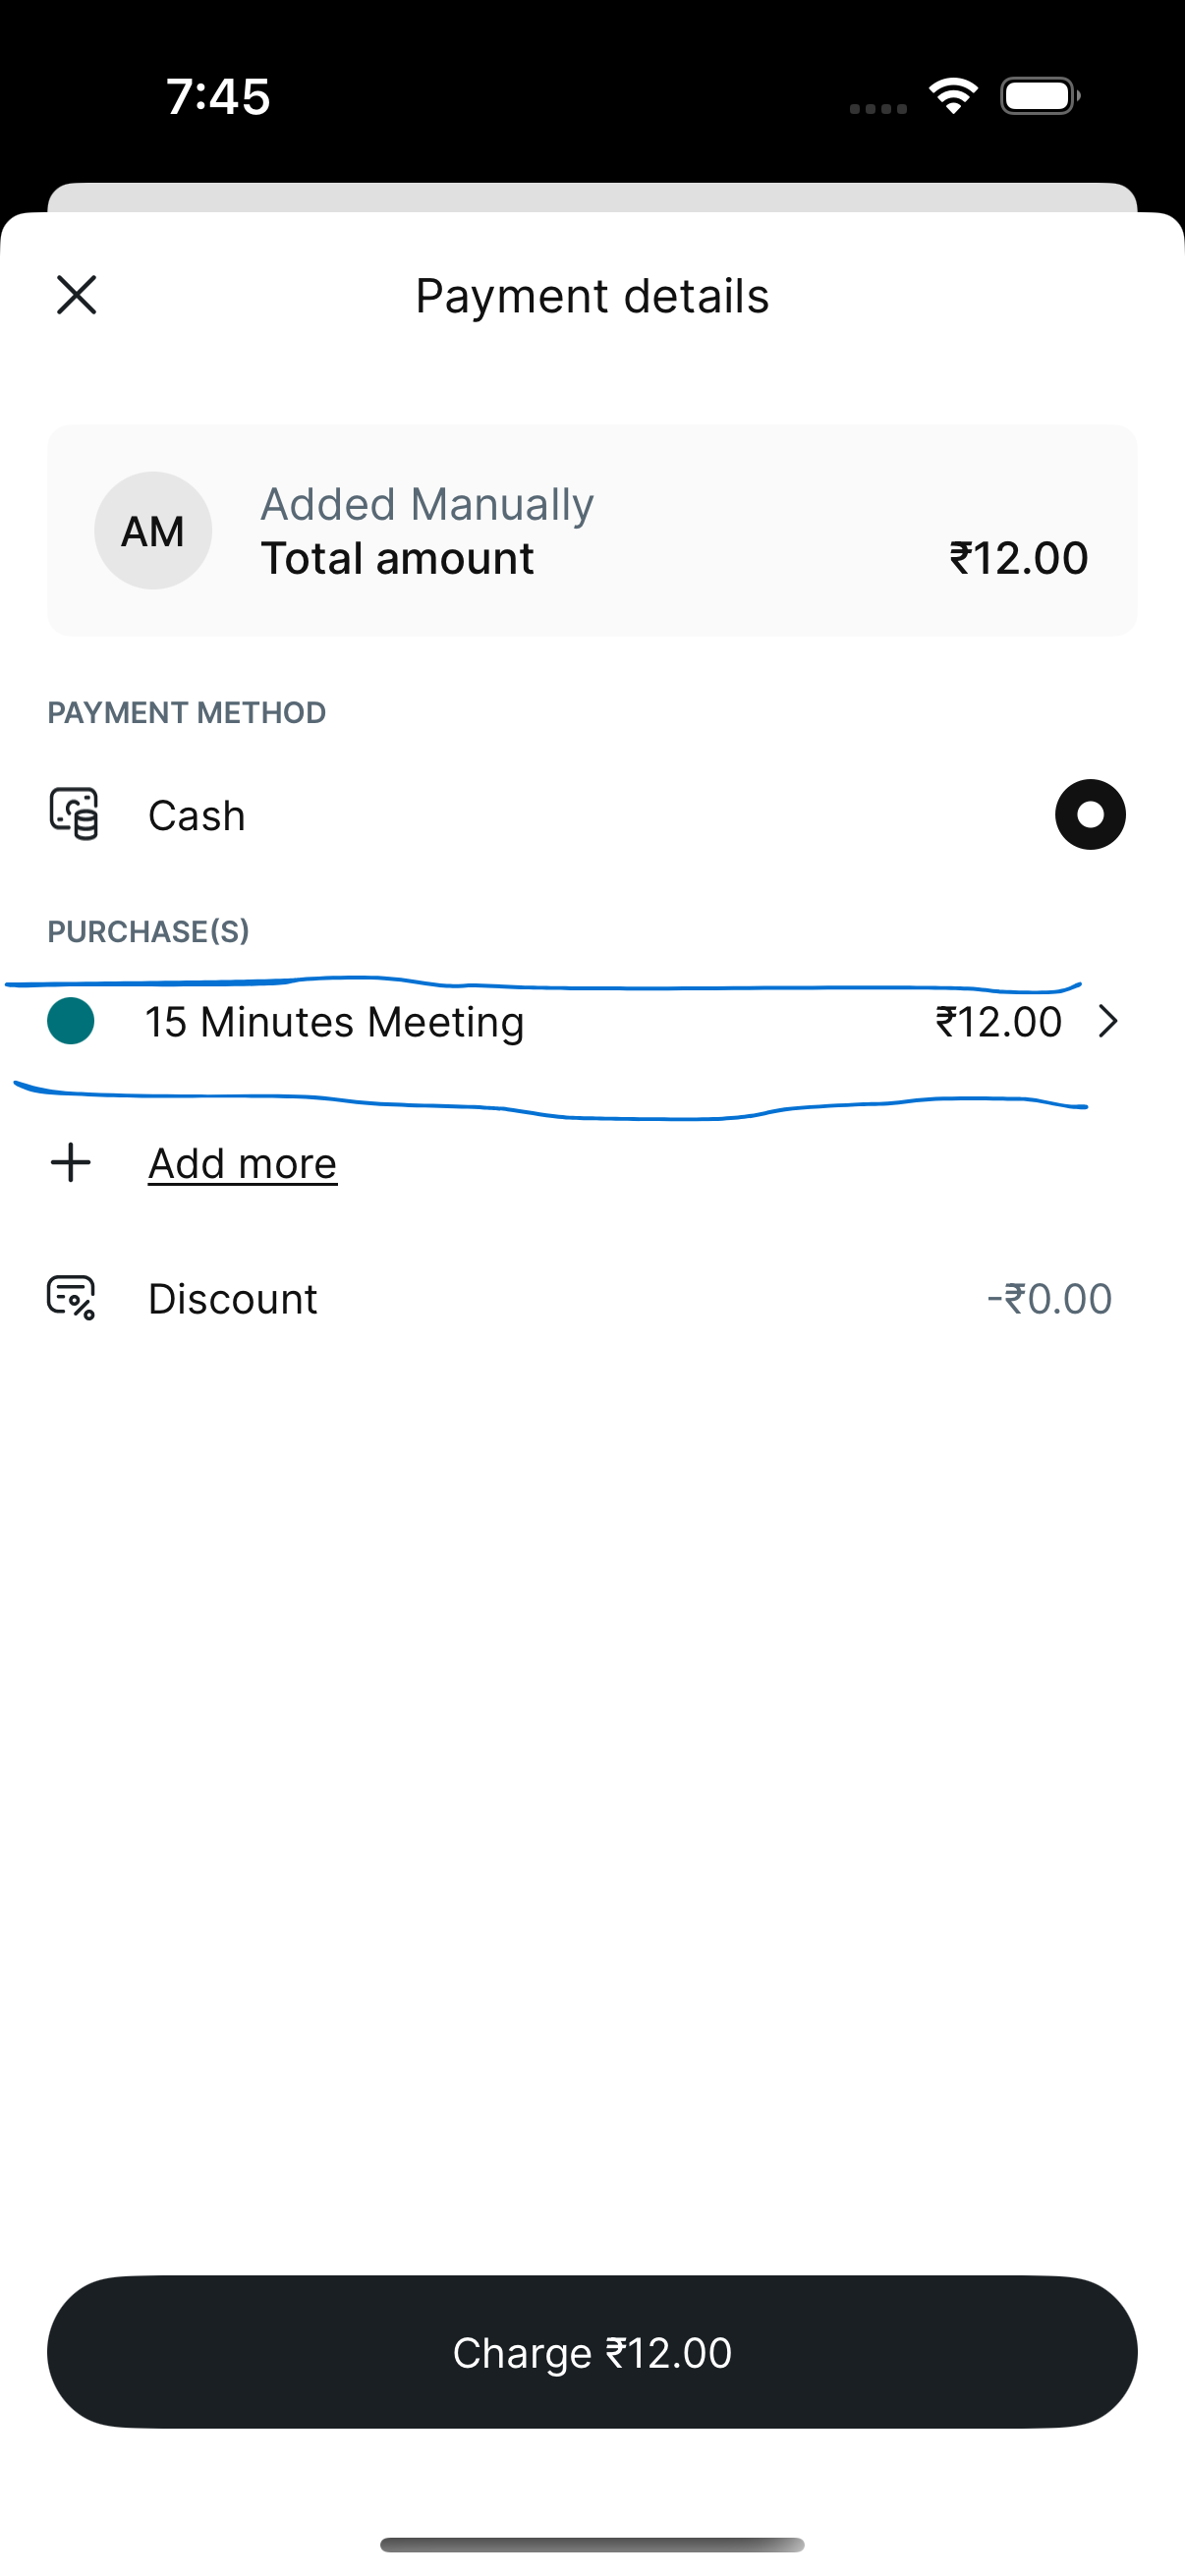 7:45
Payment details
AM
Added Manually
Total amount ₹12.00
PAYMENT METHOD
Cash
PURCHASE(S)
15 Minutes Meeting ₹12.00
Add more
Discount -₹0.00
Charge ₹12.00